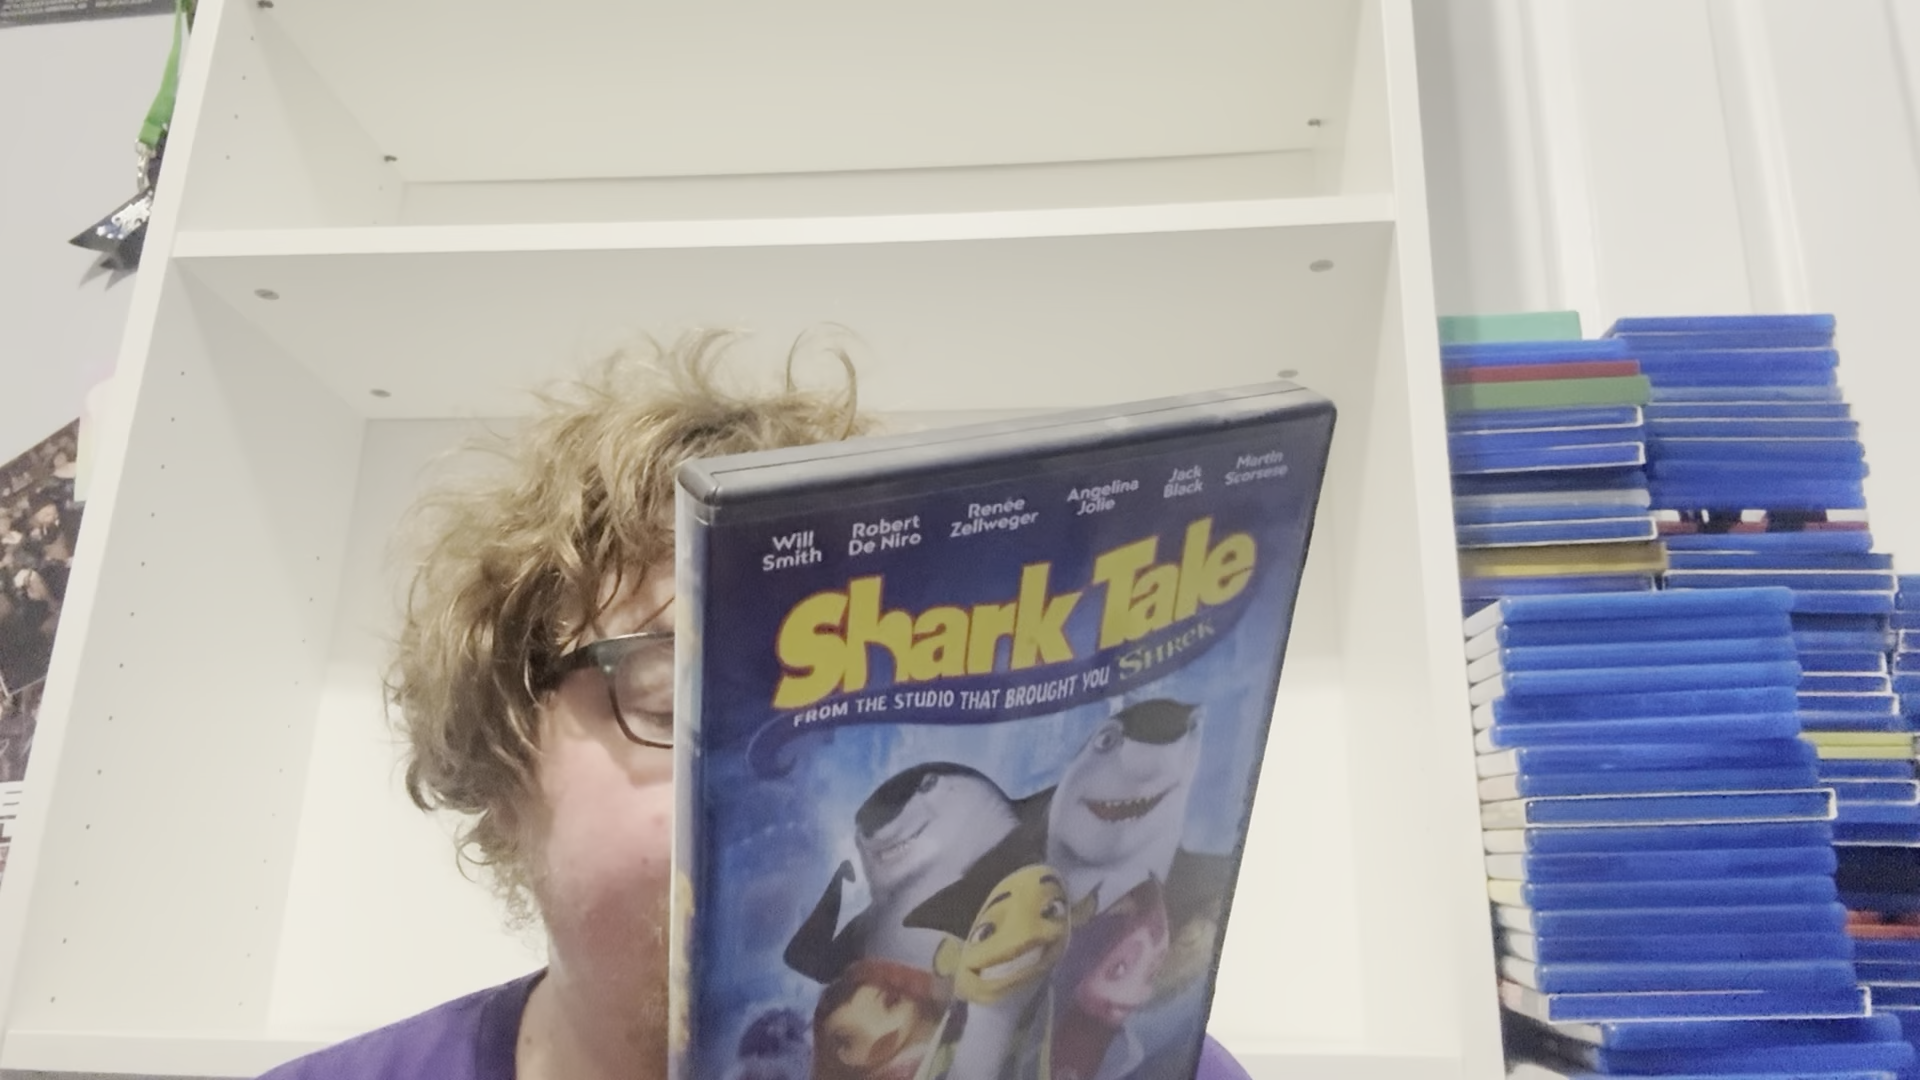 Will Smith
Robert De Niro
Renée Zellweger
Angelina Jolie
Jack Black
Martin Scorsese
Shark Tale
FROM THE STUDIO THAT BROUGHT YOU SHREK